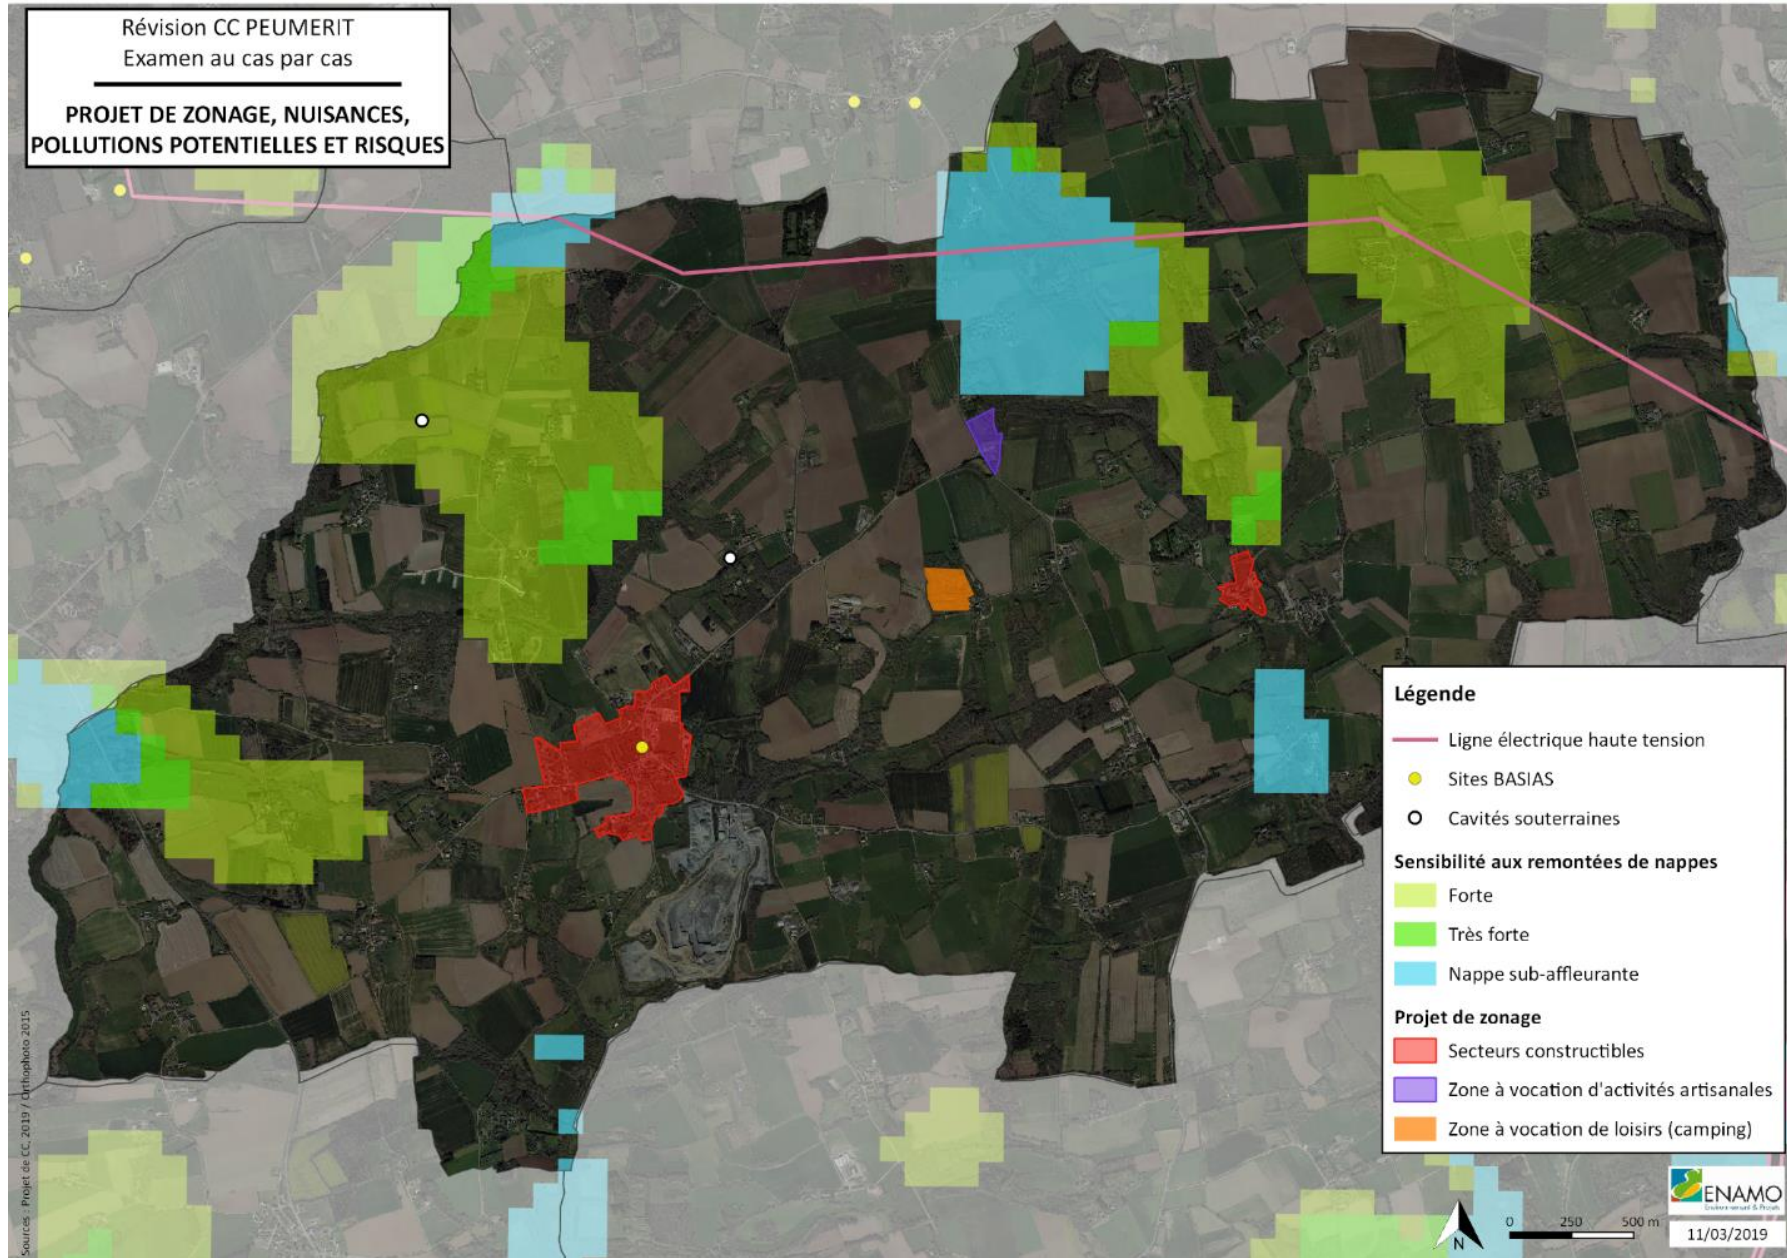 Révision CC PEUMERIT
Examen au cas par cas
PROJET DE ZONAGE, NUISANCES,
POLLUTIONS POTENTIELLES ET RISQUES
Légende
Ligne électrique haute tension
Sites BASIAS
Cavités souterraines
Sensibilité aux remontées de nappes
Forte
Très forte
Nappe sub-affleurante
Projet de zonage
Secteurs constructibles
Zone à vocation d'activités artisanales
Zone à vocation de loisirs (camping)
Sources : Projet de CC, 2019 / Orthophoto 2015
N
0 250 500 m
ENAMO
Environnement & Projets
11/03/2019